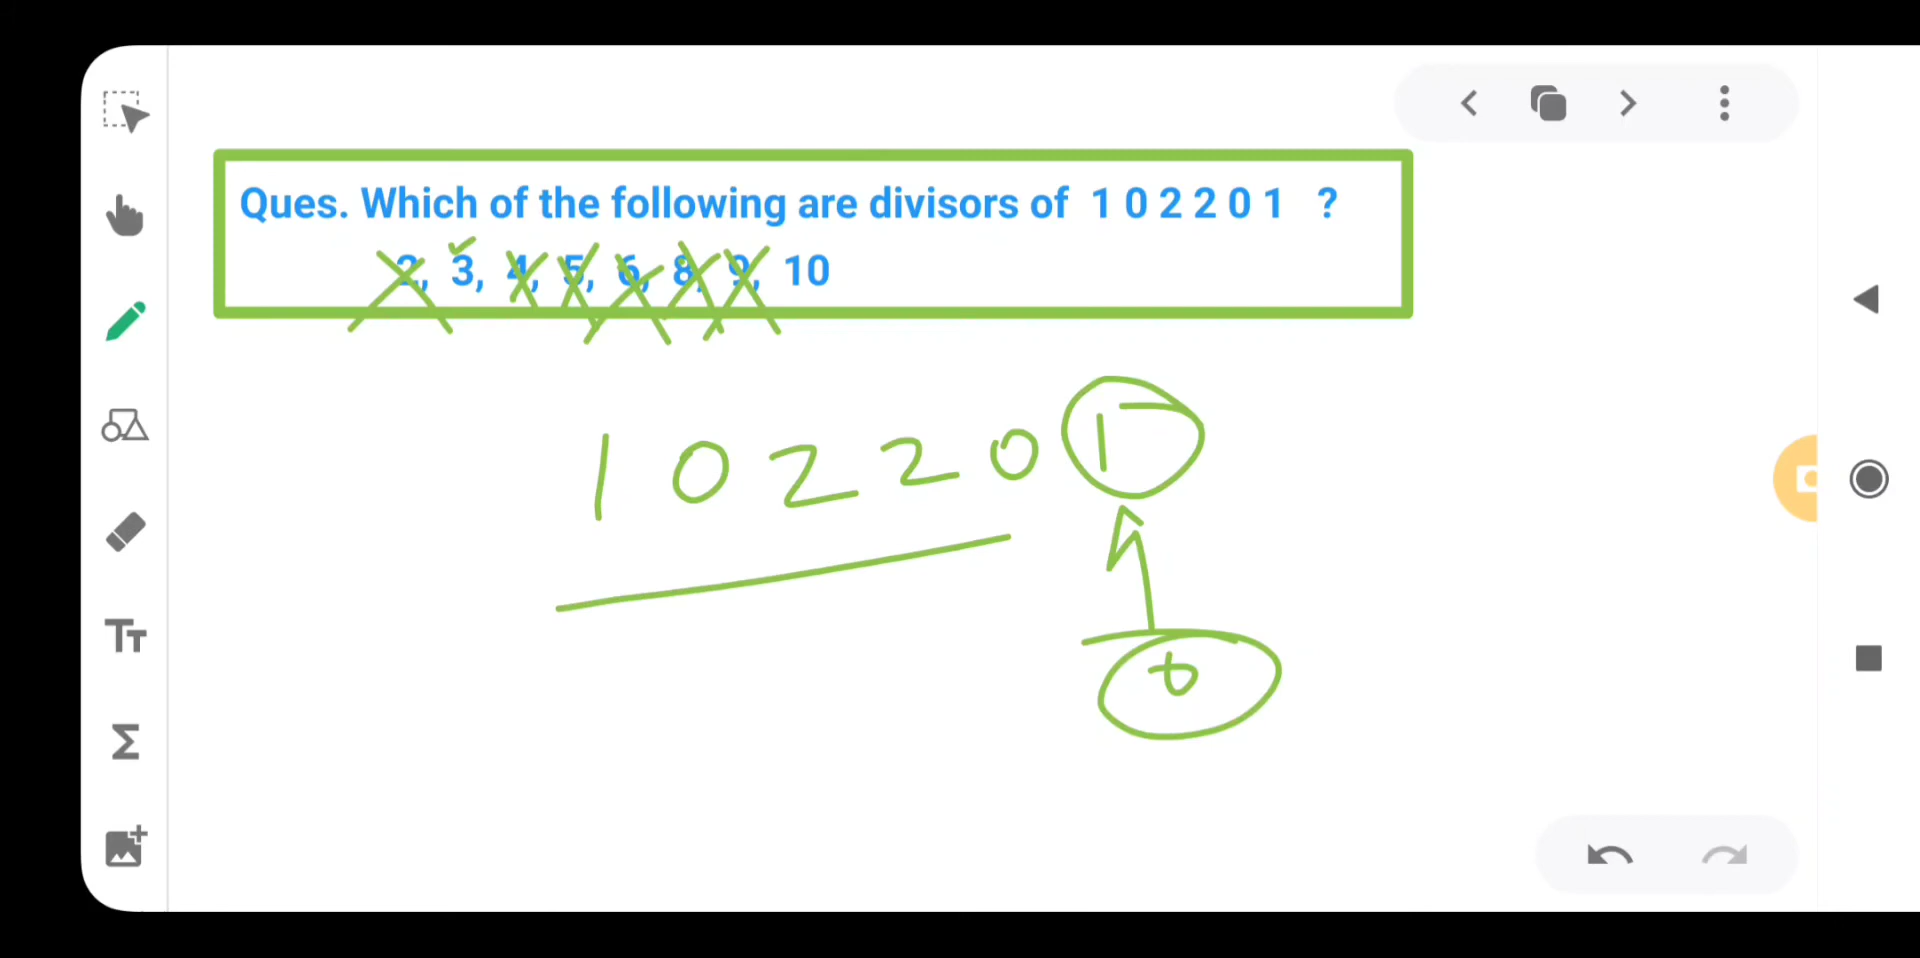 Ques. Which of the following are divisors of 1 0 2 2 0 1 ?
2, 3, 4, 5, 6, 8, 9, 10
1 0 2 2 0 1
0
Tт
Σ